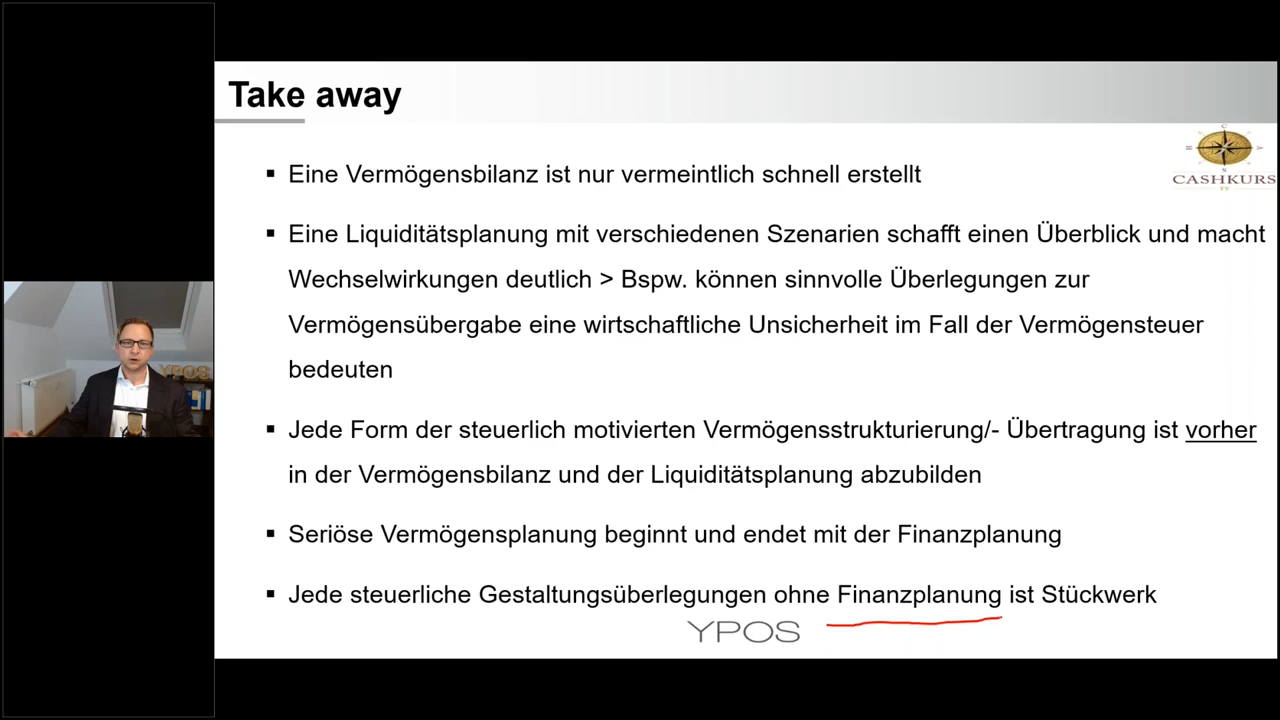 Take away
CASHKURS
▪ Eine Vermögensbilanz ist nur vermeintlich schnell erstellt
▪ Eine Liquiditätsplanung mit verschiedenen Szenarien schafft einen Überblick und macht
Wechselwirkungen deutlich > Bspw. können sinnvolle Überlegungen zur
Vermögensübergabe eine wirtschaftliche Unsicherheit im Fall der Vermögensteuer
bedeuten
▪ Jede Form der steuerlich motivierten Vermögensstrukturierung/- Übertragung ist vorher
in der Vermögensbilanz und der Liquiditätsplanung abzubilden
▪ Seriöse Vermögensplanung beginnt und endet mit der Finanzplanung
▪ Jede steuerliche Gestaltungsüberlegungen ohne Finanzplanung ist Stückwerk
YPOS
YPOS